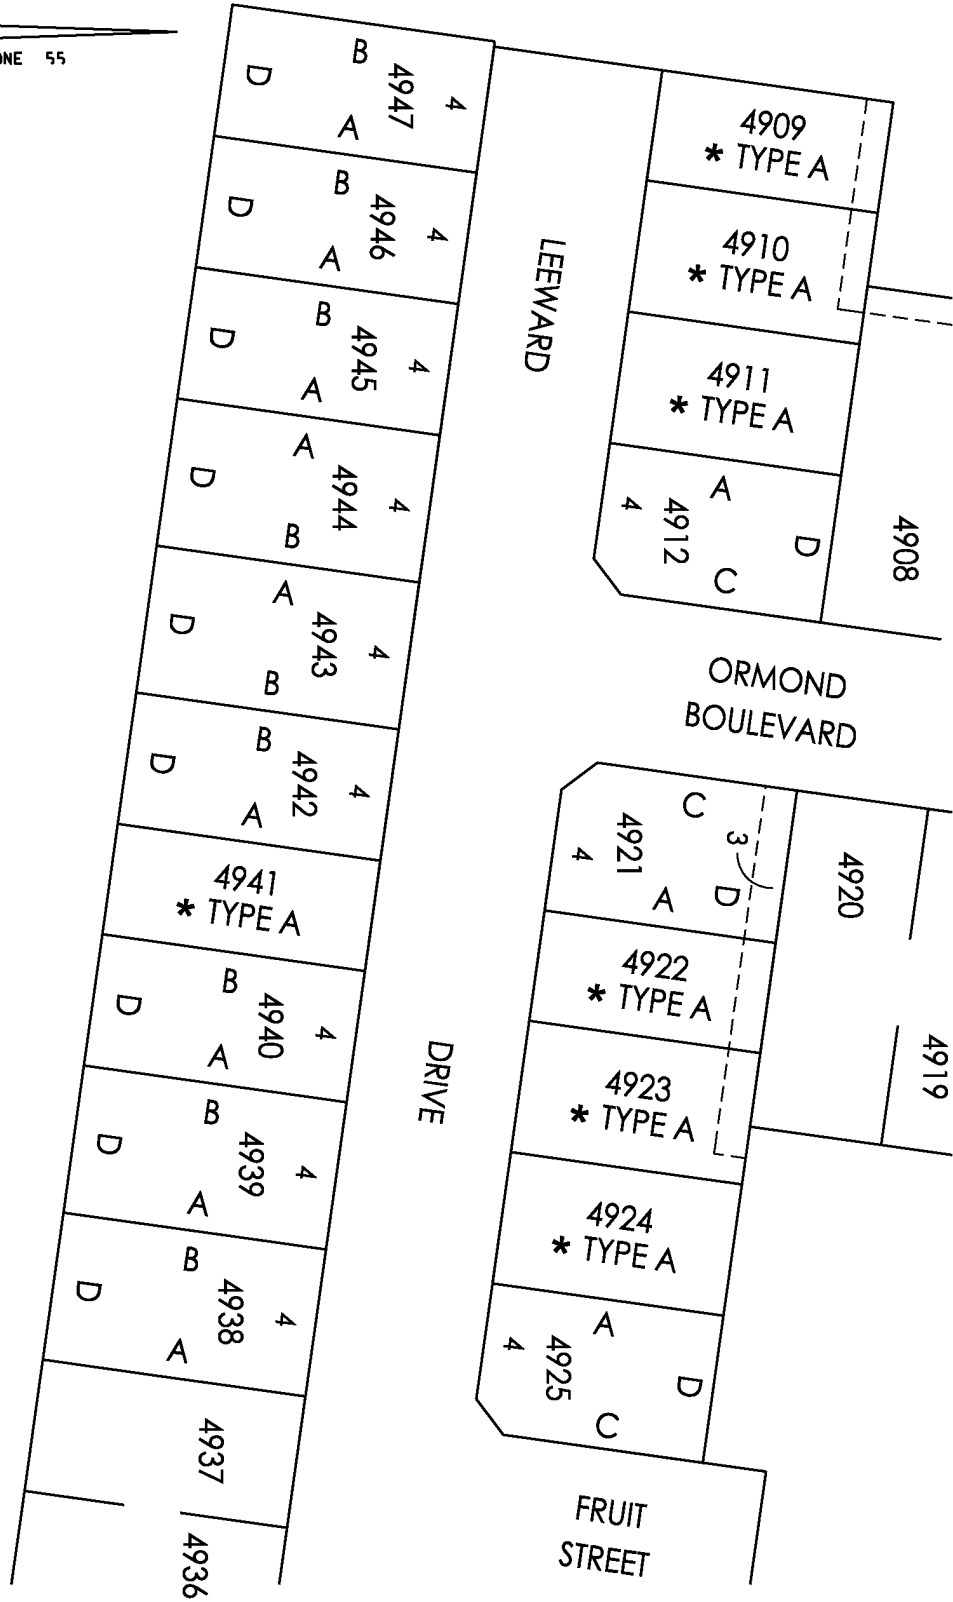 ONE 55
B
4947
4
D
A
B
4946
4
D
A
B
4945
4
D
A
A
4944
4
D
B
A
4943
4
D
B
B
4942
4
D
A
4941
* TYPE A
B
4940
4
D
A
B
4939
4
D
A
B
4938
4
D
A
4937
4936
LEEWARD
DRIVE
4909
* TYPE A
4910
* TYPE A
4911
* TYPE A
A
4912
4
D
C
4908
ORMOND
BOULEVARD
C
4921
4
3
A
D
4920
4919
4922
* TYPE A
4923
* TYPE A
4924
* TYPE A
A
4925
4
D
C
FRUIT
STREET